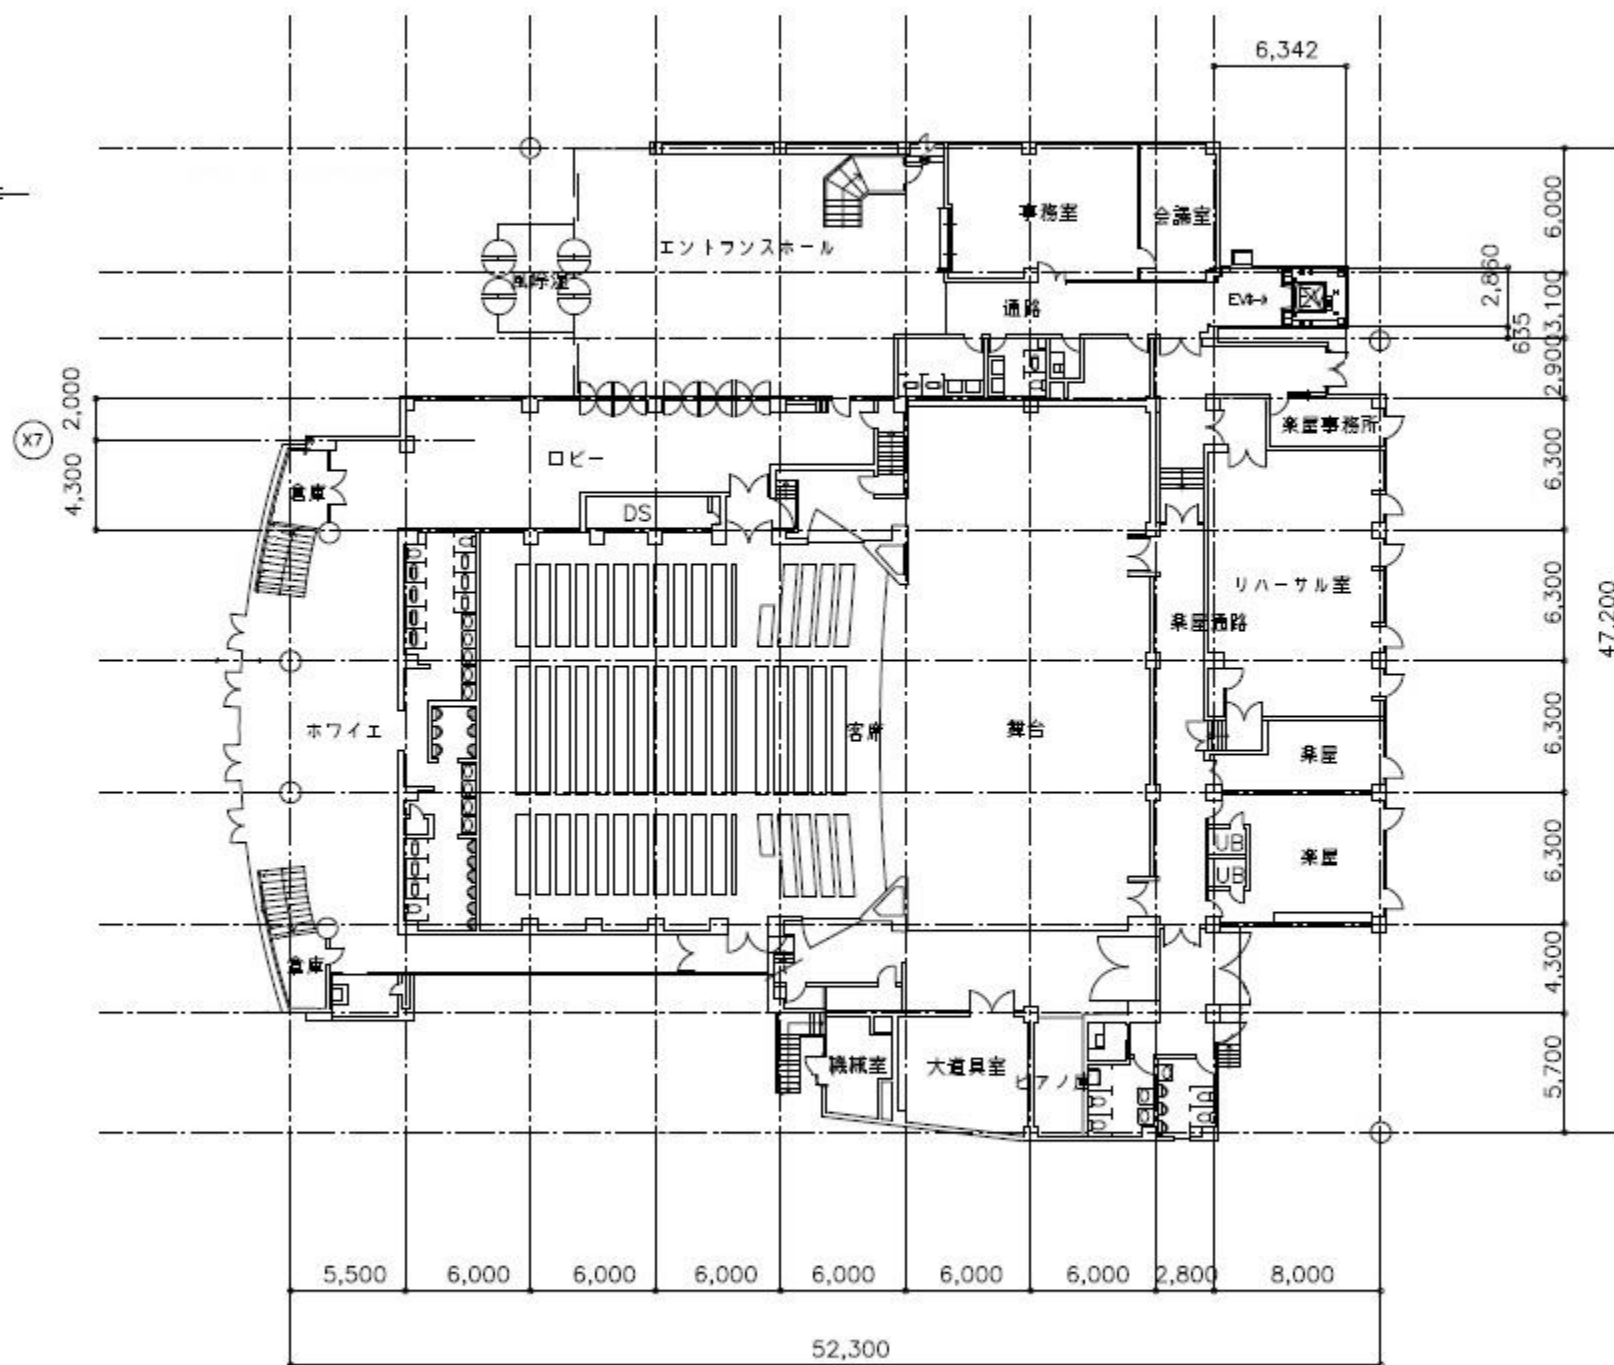 6,342
6,000
事務室
会議室
エントランスホール
2,860
風除湿
EVホール
3,100
通路
635
2,900
2,000
X7
楽屋事務所
ロビー
6,300
4,300
倉庫
DS
リハーサル室
6,300
47,200
楽屋通路
ホワイエ
客席
舞台
6,300
楽屋
UB
楽屋
6,300
UB
倉庫
4,300
機械室
大道具室
ピアノ庫
5,700
5,500
6,000
6,000
6,000
6,000
6,000
6,000
2,800
8,000
52,300